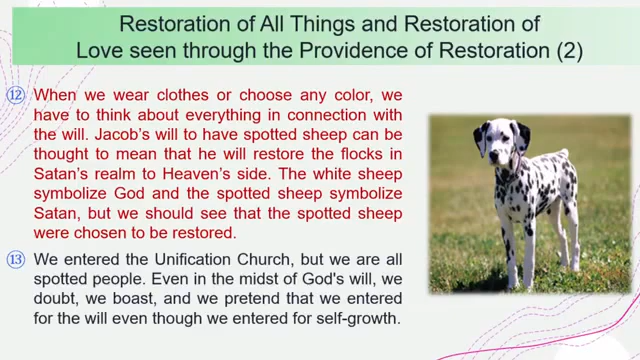 Restoration of All Things and Restoration of
Love seen through the Providence of Restoration (2)
⑫ When we wear clothes or choose any color, we
have to think about everything in connection with
the will. Jacob's will to have spotted sheep can be
thought to mean that he will restore the flocks in
Satan's realm to Heaven's side. The white sheep
symbolize God and the spotted sheep symbolize
Satan, but we should see that the spotted sheep
were chosen to be restored.
⑬ We entered the Unification Church, but we are all
spotted people. Even in the midst of God's will, we
doubt, we boast, and we pretend that we entered
for the will even though we entered for self-growth.